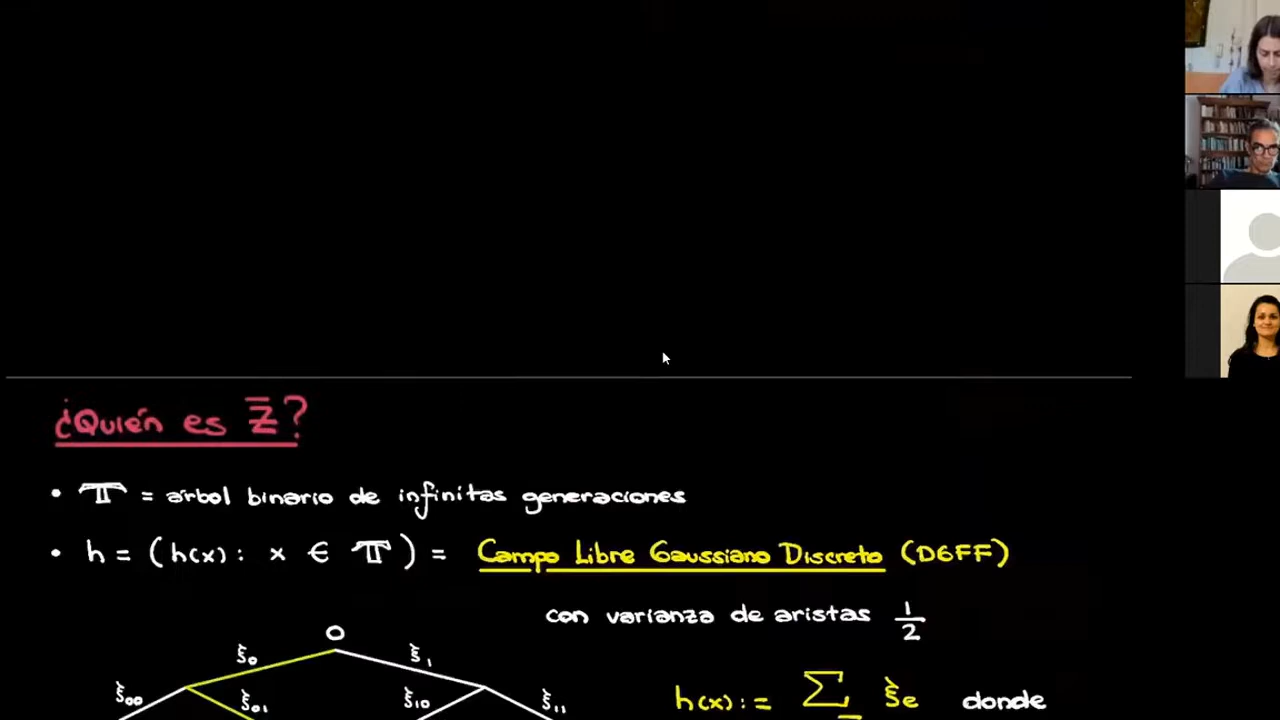 ¿Quién es Z̄?
• 𝕋 = árbol binario de infinitas generaciones
• h = (h(x): x ∈ 𝕋) = Campo Libre Gaussiano Discreto (DGFF)
con varianza de aristas 1/2
0
ξ₀ ξ₁
ξ₀₀ ξ₀₁ ξ₁₀ ξ₁₁
h(x) := Σ ξe donde